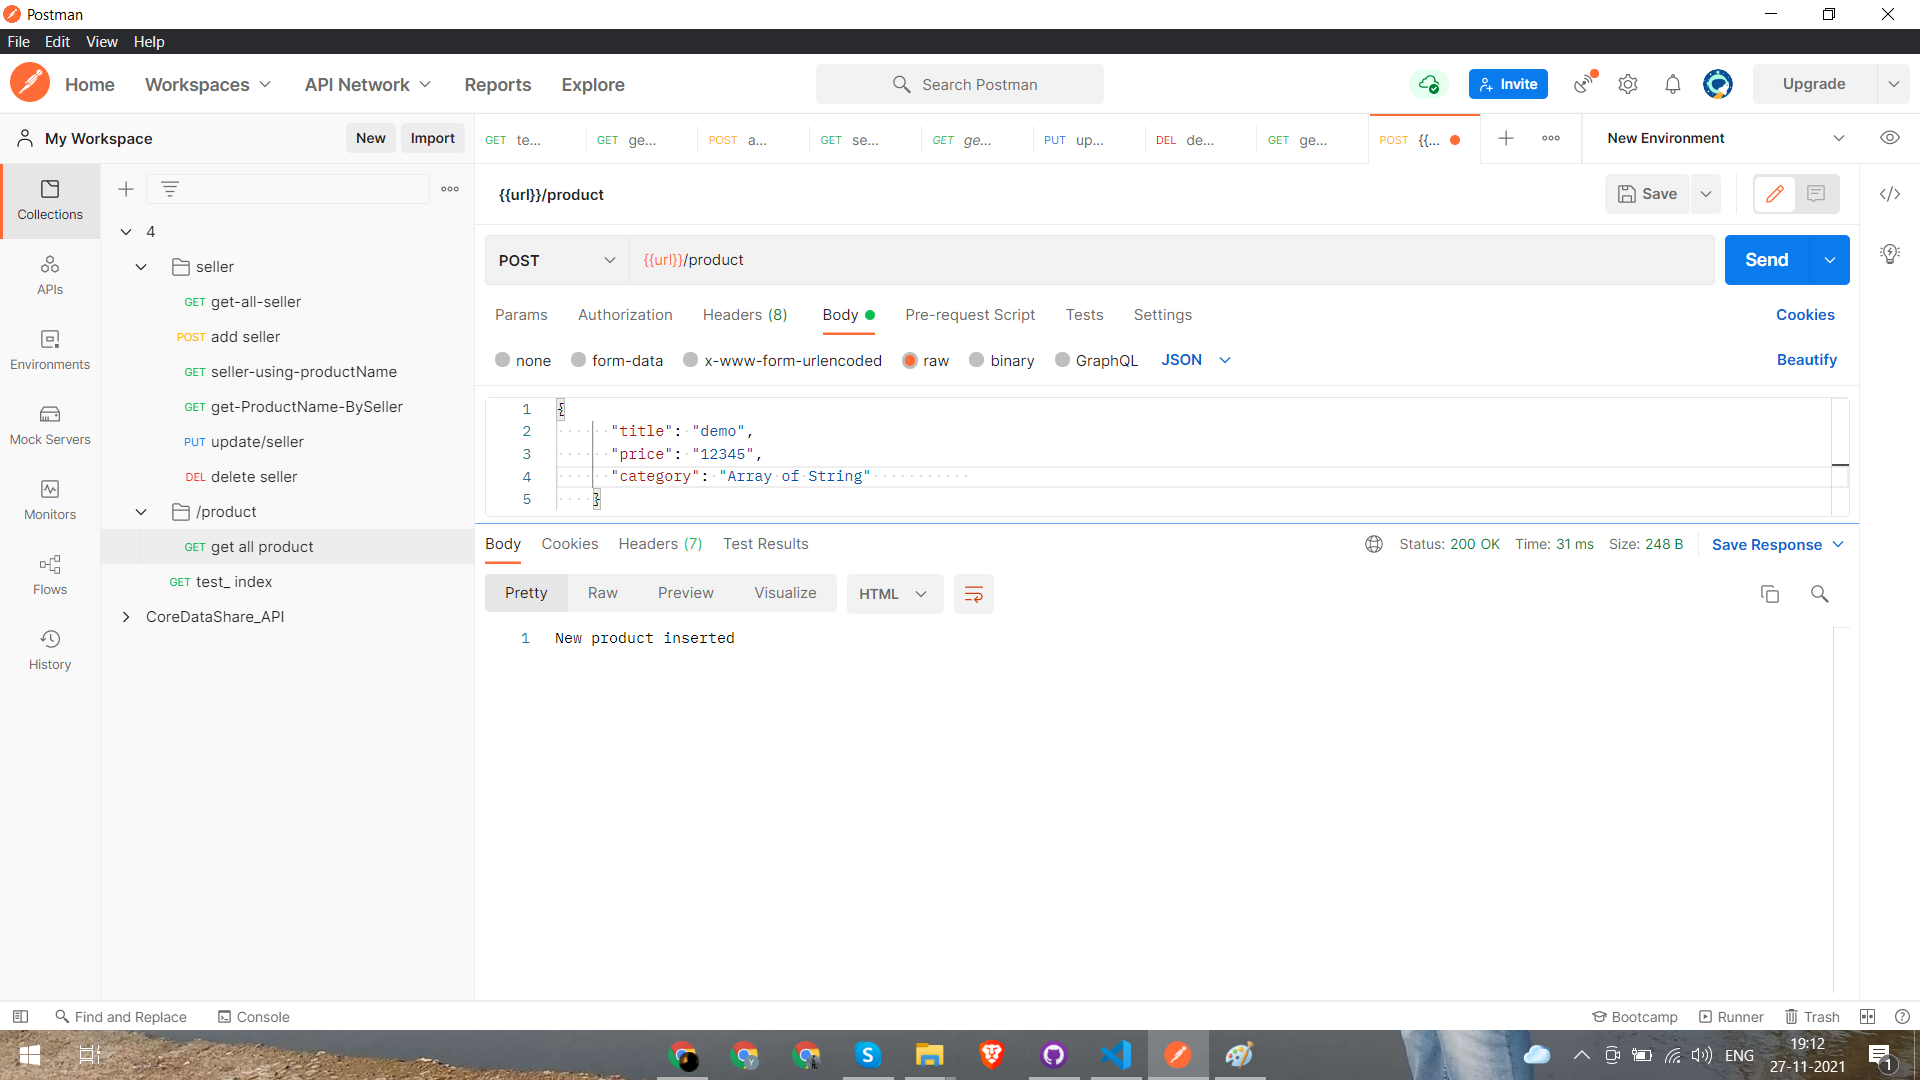 Postman
File Edit View Help
Home Workspaces API Network Reports Explore Search Postman Invite Upgrade
My Workspace New Import
GET te... GET ge... POST a... GET se... GET ge... PUT up... DEL de... GET ge... POST {{... New Environment
Collections
APIs
Environments
Mock Servers
Monitors
Flows
History
4
seller
GET get-all-seller
POST add seller
GET seller-using-productName
GET get-ProductName-BySeller
PUT update/seller
DEL delete seller
/product
GET get all product
GET test_ index
CoreDataShare_API
{{url}}/product Save
POST {{url}}/product Send
Params Authorization Headers (8) Body Pre-request Script Tests Settings Cookies
none form-data x-www-form-urlencoded raw binary GraphQL JSON Beautify
1 {
2 "title": "demo",
3 "price": "12345",
4 "category": "Array of String"
5 }
Body Cookies Headers (7) Test Results Status: 200 OK Time: 31 ms Size: 248 B Save Response
Pretty Raw Preview Visualize HTML
1 New product inserted
Find and Replace Console Bootcamp Runner Trash
ENG 19:12
27-11-2021 1